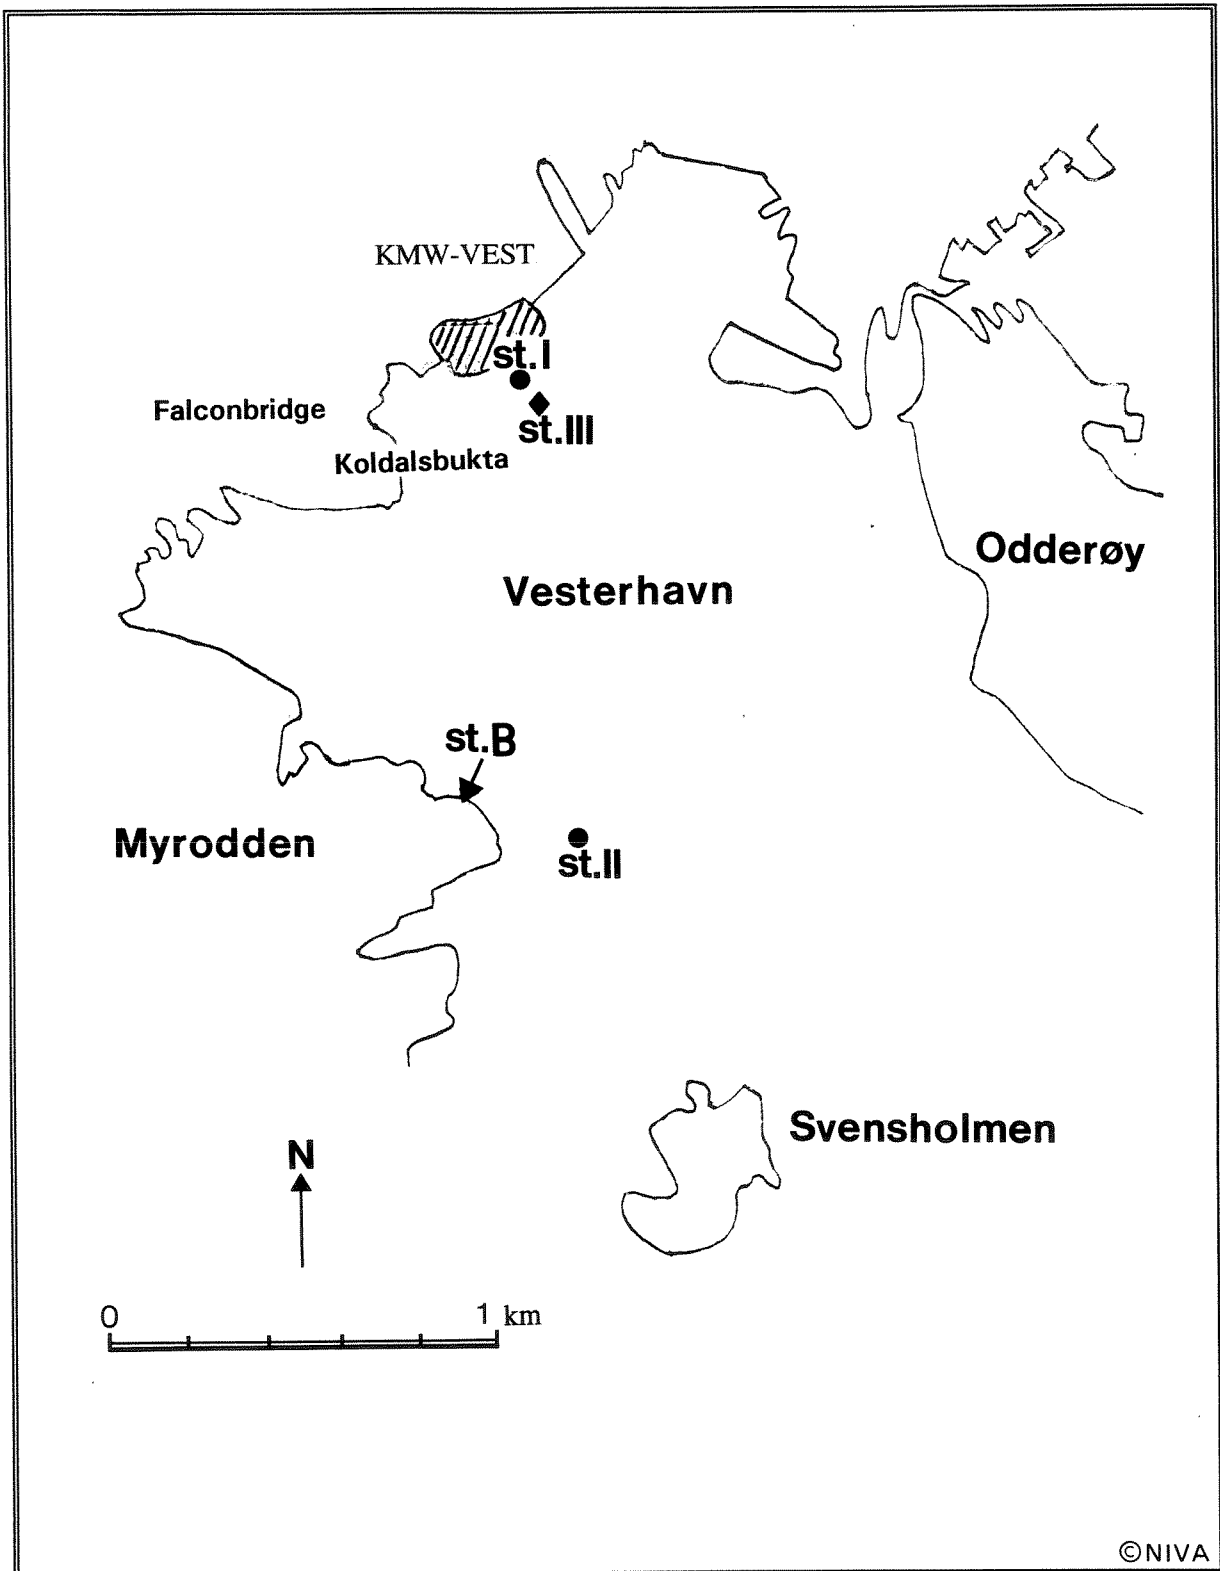 KMW-VEST
st.I
Falconbridge
st.III
Koldalsbukta
Odderøy
Vesterhavn
st.B
Myrodden
st.II
Svensholmen
N
0 1 km
©NIVA